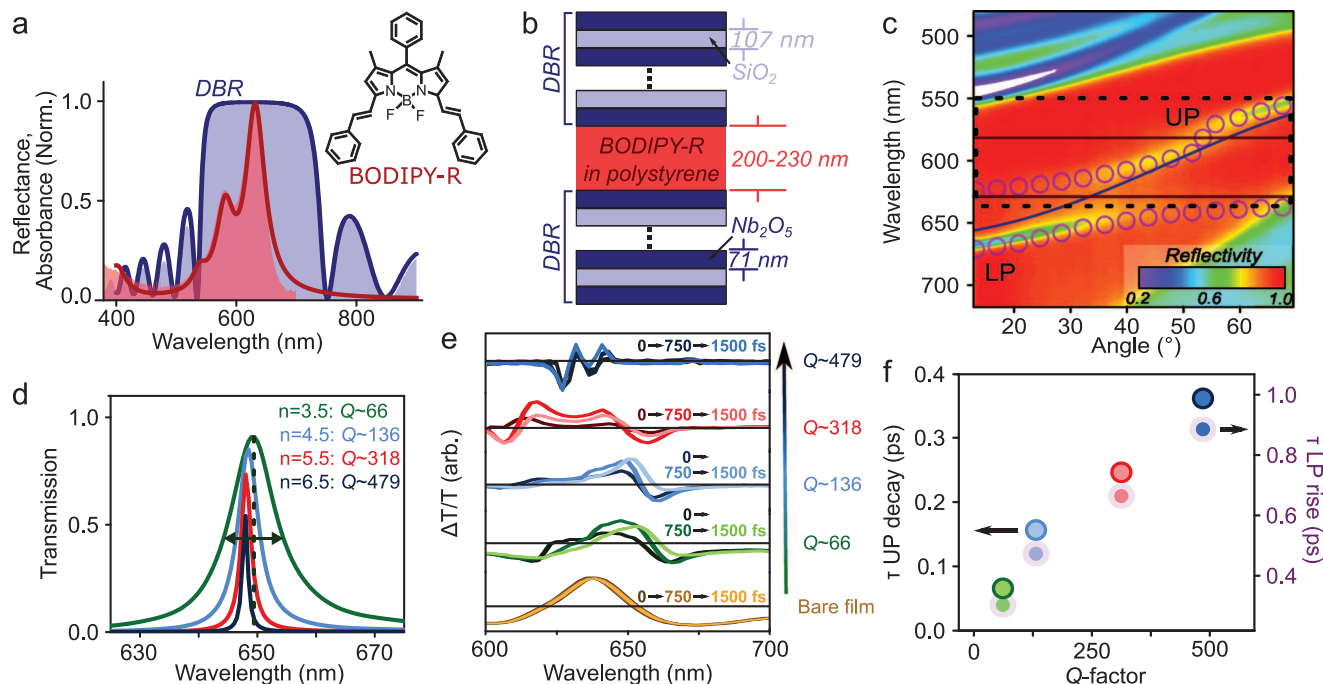 a
DBR
Reflectance,
Absorbance (Norm.)
1.0
0.5
0.0
400
600
800
Wavelength (nm)
N
N
B
F
F
BODIPY-R
b
DBR
107 nm
SiO2
BODIPY-R
in polystyrene
200-230 nm
DBR
Nb2O5
71 nm
c
Wavelength (nm)
500
550
600
650
700
UP
LP
Reflectivity
0.2
0.6
1.0
20
30
40
50
60
Angle (°)
d
Transmission
1.0
0.5
0.0
n=3.5: Q~66
n=4.5: Q~136
n=5.5: Q~318
n=6.5: Q~479
630
650
670
Wavelength (nm)
e
ΔT/T (arb.)
0→750→1500 fs
Q~479
0→750→1500 fs
Q~318
0→
750→1500 fs
Q~136
0→
750→1500 fs
Q~66
0→750→1500 fs
Bare film
600
650
700
Wavelength (nm)
f
τ UP decay (ps)
0.4
0.3
0.2
0.1
0.0
1.0
0.8
0.6
0.4
τ LP rise (ps)
0
250
500
Q-factor